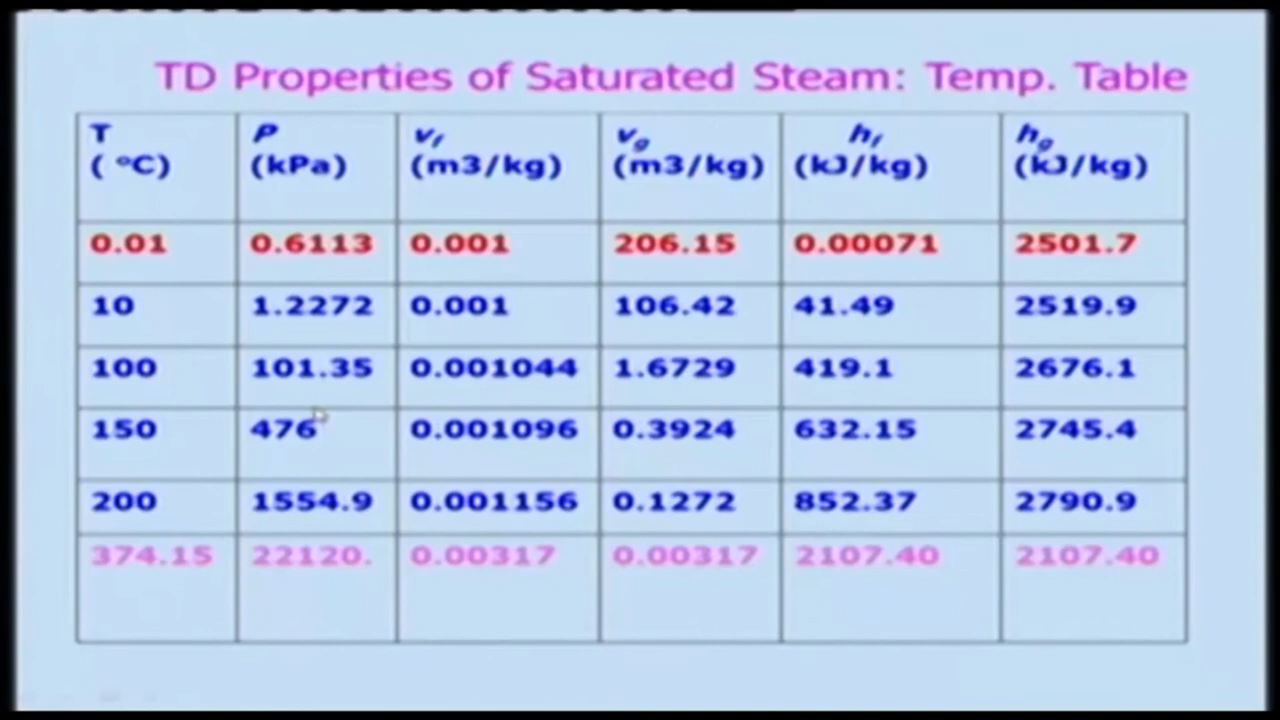 TD Properties of Saturated Steam: Temp. Table
T P vf vg hf hg
( °C) (kPa) (m3/kg) (m3/kg) (kJ/kg) (kJ/kg)
0.01 0.6113 0.001 206.15 0.00071 2501.7
10 1.2272 0.001 106.42 41.49 2519.9
100 101.35 0.001044 1.6729 419.1 2676.1
150 476 0.001096 0.3924 632.15 2745.4
200 1554.9 0.001156 0.1272 852.37 2790.9
374.15 22120. 0.00317 0.00317 2107.40 2107.40